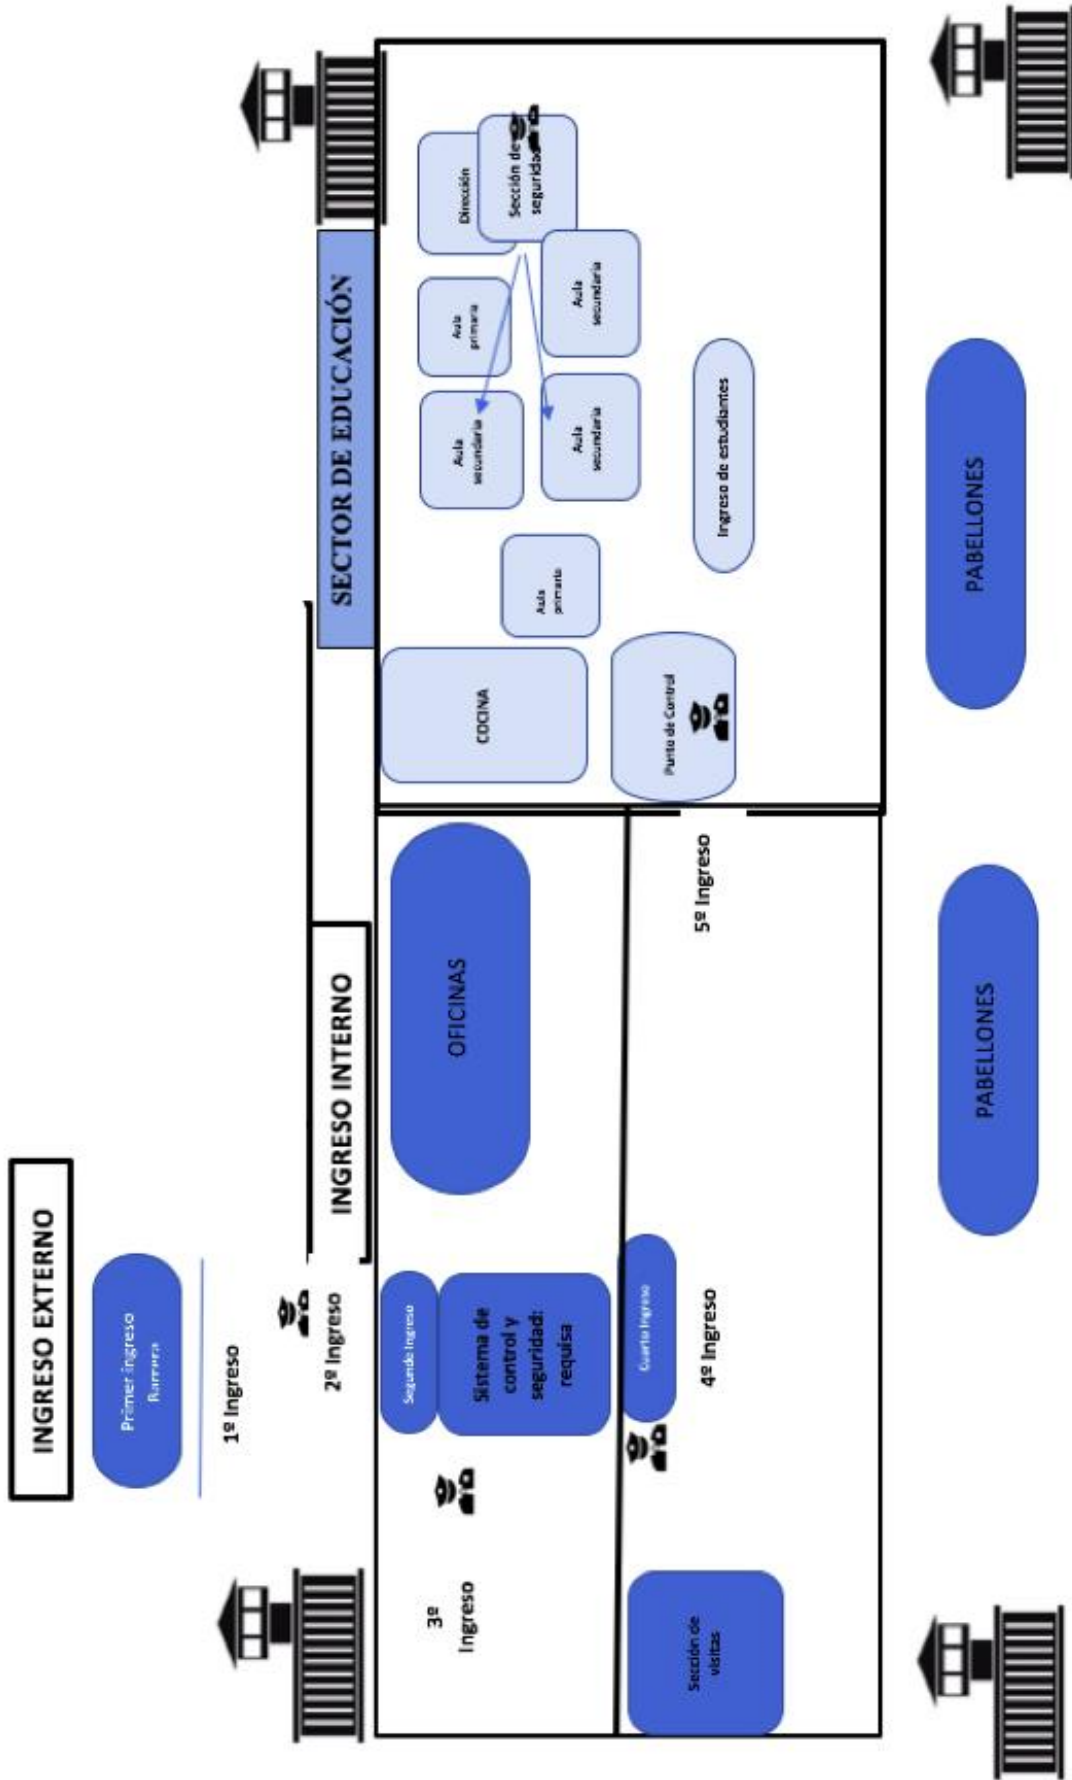 INGRESO EXTERNO
Primer ingreso
Barrera
1º Ingreso
2º Ingreso
INGRESO INTERNO
SECTOR DE EDUCACIÓN
3º
Ingreso
Segundo Ingreso
Sistema de
control y
seguridad:
requisa
OFICINAS
COCINA
Aula
primaria
Aula
secundaria
Aula
primaria
Dirección
Sección de
seguridad
Aula
secundaria
Aula
secundaria
Sección de
visitas
Cuarto Ingreso
4º Ingreso
5º Ingreso
Punto de Control
Ingreso de estudiantes
PABELLONES
PABELLONES